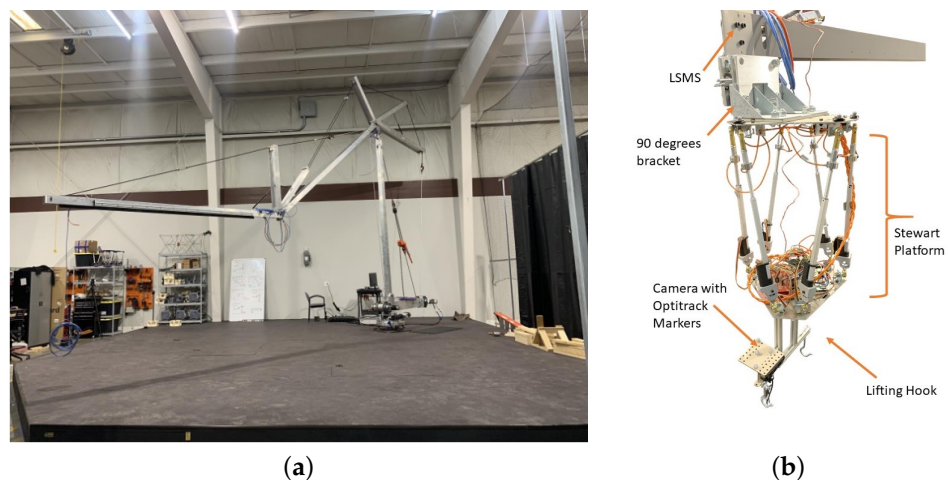 LSMS
90 degrees
bracket
Stewart
Platform
Camera with
Optitrack
Markers
Lifting Hook
(a)
(b)